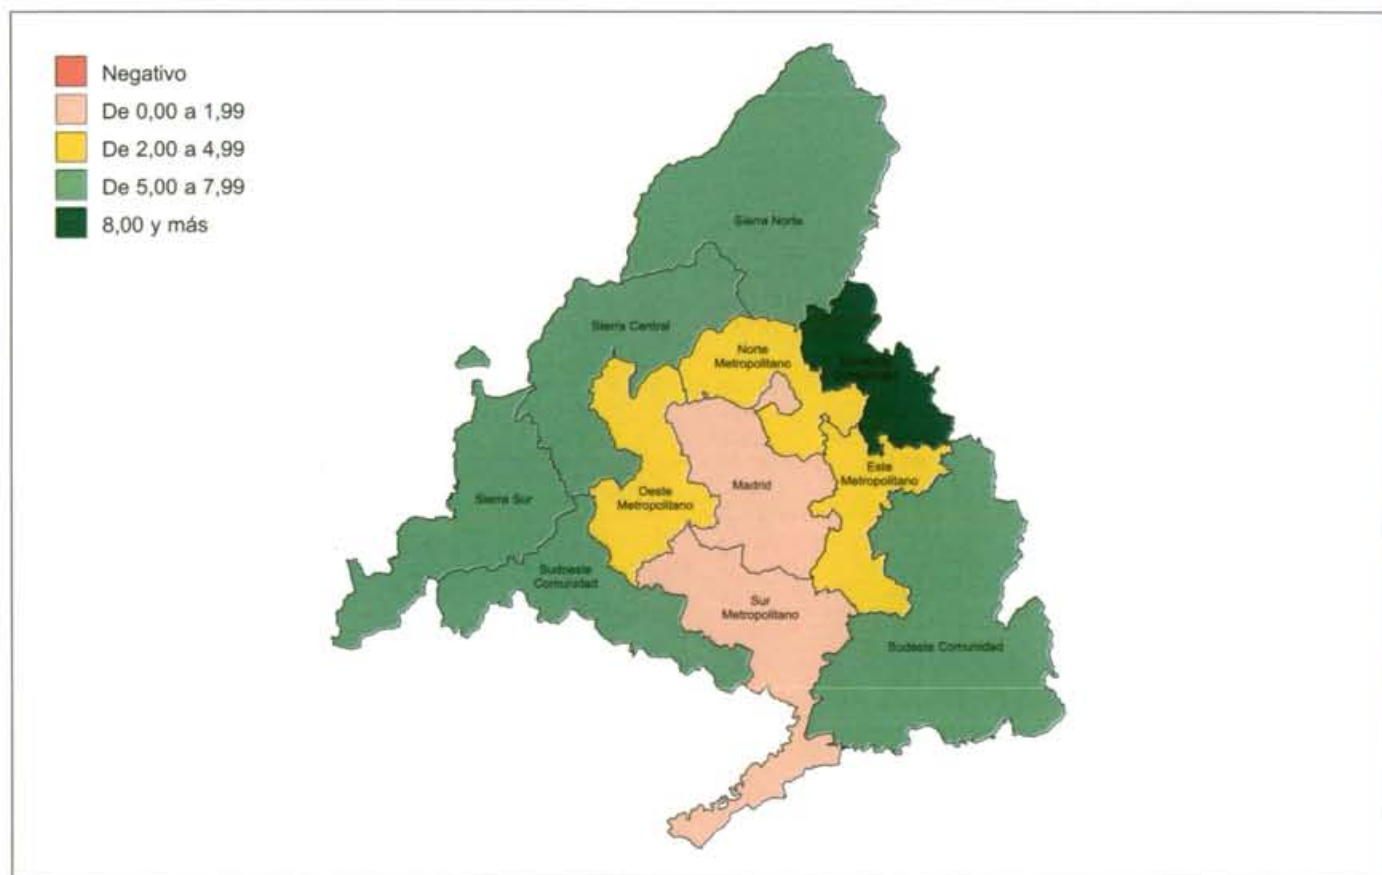 Negativo
De 0,00 a 1,99
De 2,00 a 4,99
De 5,00 a 7,99
8,00 y más
Sierra Norte
Sierra Central
Norte
Metropolitano
Este
Metropolitano
Madrid
Oeste
Metropolitano
Sierra Sur
Sudoeste
Comunidad
Sur
Metropolitano
Sudeste Comunidad